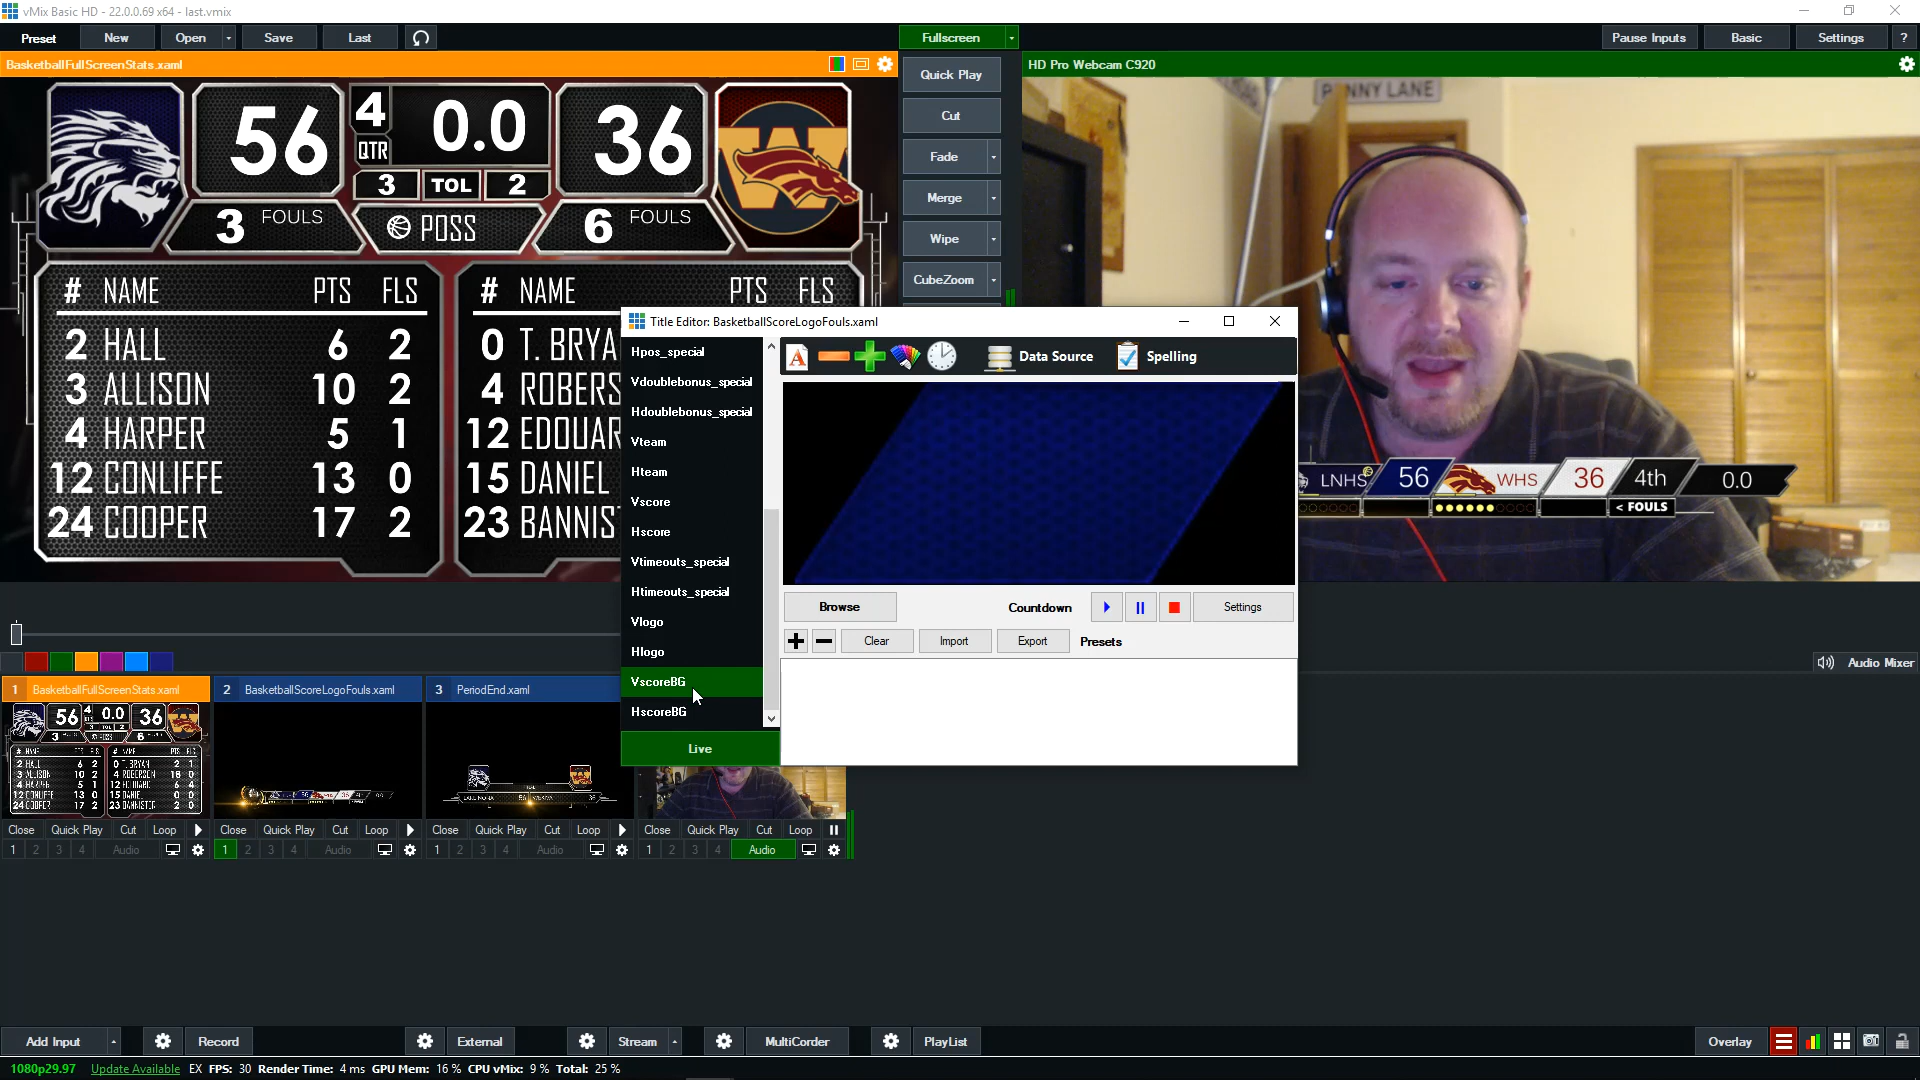 vMix Basic HD - 22.0.0.69 x64 - last.vmix
Preset New Open Save Last Fullscreen Pause Inputs Basic Settings ?
BasketballFullScreenStats.xaml
HD Pro Webcam C920
Quick Play
Cut
Fade
Merge
Wipe
CubeZoom
56 4 QTR 0.0 36
3 TOL 2
3 FOULS POSS 6 FOULS
# NAME PTS FLS # NAME PTS FLS
2 HALL 6 2 0 T. BRYA
3 ALLISON 10 2 4 ROBERS
4 HARPER 5 1 12 EDOUAR
12 CONLIFFE 13 0 15 DANIEL
24 COOPER 17 2 23 BANNIS
NNY LANE
LNHS 56 WHS 36 4th 0.0
< FOULS
Title Editor: BasketballScoreLogoFouls.xaml
Data Source Spelling
Hpos_special
Vdoublebonus_special
Hdoublebonus_special
Vteam
Hteam
Vscore
Hscore
Vtimeouts_special
Htimeouts_special
Vlogo
Hlogo
VscoreBG
HscoreBG
Live
Browse Countdown Settings
Clear Import Export Presets
Audio Mixer
1 BasketballFullScreenStats.xaml 2 BasketballScoreLogoFouls.xaml 3 PeriodEnd.xaml
56 0.0 36
Close Quick Play Cut Loop Close Quick Play Cut Loop Close Quick Play Cut Loop Close Quick Play Cut Loop
1 2 3 4 Audio 1 2 3 4 Audio 1 2 3 4 Audio 1 2 3 4 Audio
Add Input Record External Stream MultiCorder PlayList Overlay
1080p29.97 Update Available EX FPS: 30 Render Time: 4 ms GPU Mem: 16 % CPU vMix: 9 % Total: 25 %